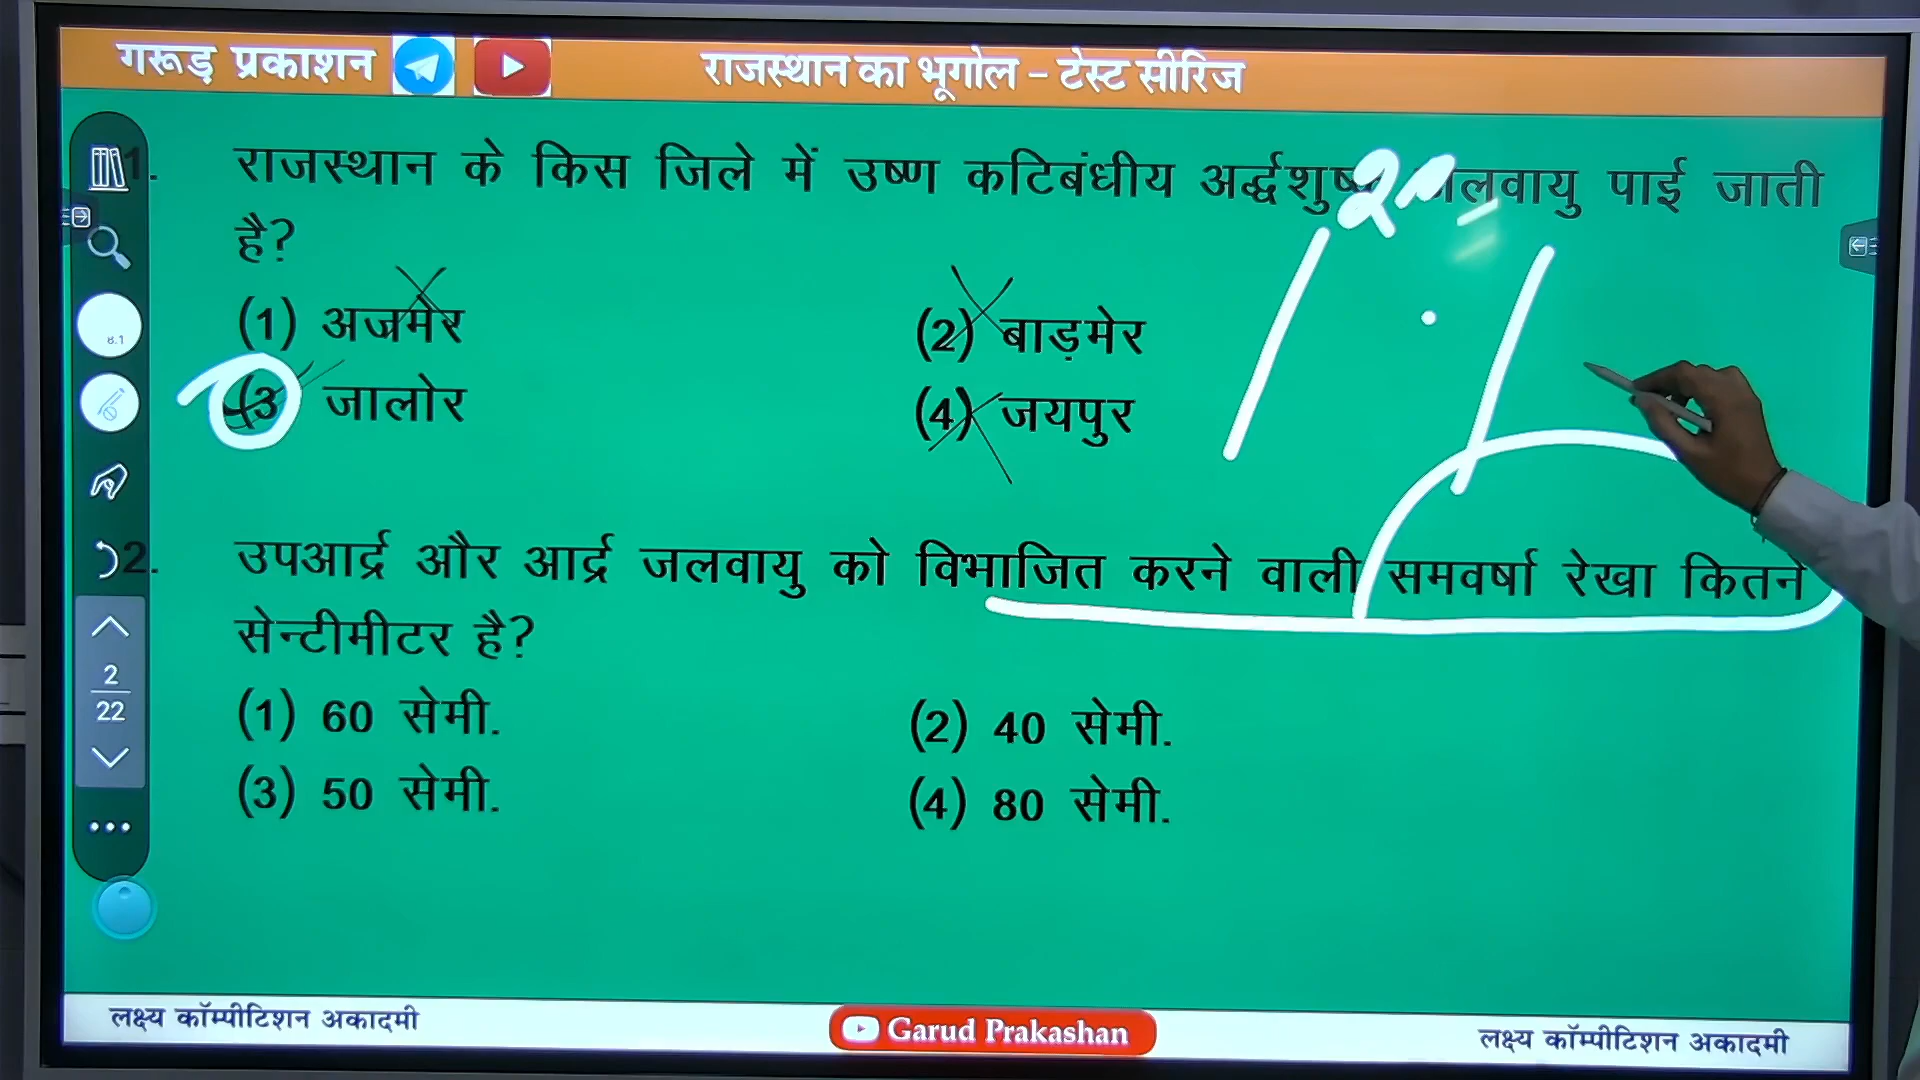 गरूड़ प्रकाशन
राजस्थान का भूगोल – टेस्ट सीरिज
1. राजस्थान के किस जिले में उष्ण कटिबंधीय जलवायु पाई जाती
है?
(1) अजमेर (2) बाड़मेर
(3 जालोर (4) जयपुर
2. उपआर्द्र और आर्द्र जलवायु को विभाजित करने वाली समवर्षा रेखा कितने
सेन्टीमीटर है?
(1) 60 सेमी. (2) 40 सेमी.
(3) 50 सेमी. (4) 80 सेमी.
2
22
लक्ष्य कॉम्पीटिशन अकादमी
Garud Prakashan
लक्ष्य कॉम्पीटिशन अकादमी